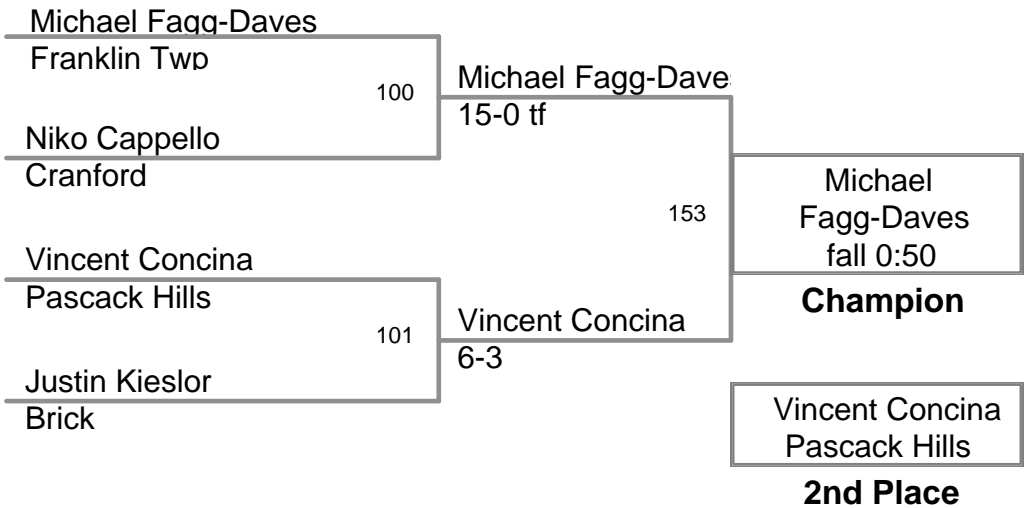 Michael Fagg-Daves
Franklin Twp
100
Niko Cappello
Cranford
Vincent Concina
Pascack Hills
101
Justin Kieslor
Brick
Michael Fagg-Daves
15-0 tf
153
Vincent Concina
6-3
Michael
Fagg-Daves
fall 0:50
Champion
Vincent Concina
Pascack Hills
2nd Place